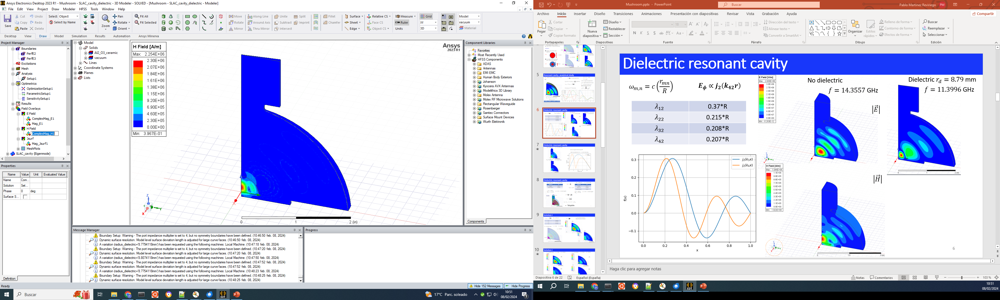 Ansys Electronics Desktop 2023 R1 - Mushroom - SLAC_cavity_dielectric - 3D Modeler - SOLVED - [Mushroom - SLAC_cavity_dielectric - Modeler]
File Edit View Project Draw Modeler HFSS Tools Window Help
Save
Cut Undo
Copy Redo
Paste Delete
Select: Object
Select by Name
Zoom
Pan
Rotate
Orient
Fit All
Fit Selected
Move Along Line Unite Split Fillet
Rotate Around Axis Subtract Imprint Chamfer
Mirror Thru Mirror Intersect
Surface Relative CS Measure Grid
Sheet Face CS Ruler XY
Edge Object CS Units 3D
Model
vacuum
Material
Desktop View Draw Model Simulation Results Automation Ansys Minerva
Project Manager
Boundaries
PerfE2
PerfE3
Excitations
Mesh
Analysis
Setup1
Optimetrics
OptimizationSetup1
ParametricSetup1
SensitivitySetup1
Results
Field Overlays
E Field
ComplexMag_E1
Mag_E1
H Field
ComplexMag_H1
Jsurf
Mag_Jsurf1
MeshPlots
SLAC_cavity (Eigenmode)
Properties
Name Value Unit Evaluated Value
Name Com...
Solution Set...
Phase 0 deg
Surface S...
Definition
Model
Solids
Al2_O3_ceramic
vacuum
Lines
Coordinate Systems
Planes
Lists
H Field [A/m]
Max: 2.254E+06
2.30E+06
2.07E+06
1.84E+06
1.61E+06
1.38E+06
1.15E+06
9.20E+05
6.90E+05
4.60E+05
2.30E+05
0.00E+00
Min: 3.967E-01
Ansys
2023 R1
X
Z
Y
X
0 1 2 (in)
Component Libraries
Favorites
Most Recently Used
HFSS Components
ADAS
Antennas
EMI EMC
Human Body Exteriors
Johanson
Kyocera AVX Antennas
Modelithics 3D Library
Molex Antenna
Molex RF Microwave Solutions
Rectangular Waveguide
Rosenberger
Samtec Connectors
Surface Mount Devices
Wurth Elektronik
Components
Message Manager
Boundary Setup: Warning - The port impedance multiplier is set to 4, but no symmetry boundaries have been defined. (10:46:50 feb. 08, 2024)
Dynamic surface resolution. Model level surface deviation length is adjusted for large curve faces. (10:46:50 feb. 08, 2024)
A variation (radius_dielectric='8.7794118mm') has been requested using the following machines: Local Machine. (10:47:18 feb. 08, 2024)
Boundary Setup: Warning - The port impedance multiplier is set to 4, but no symmetry boundaries have been defined. (10:47:20 feb. 08, 2024)
Dynamic surface resolution. Model level surface deviation length is adjusted for large curve faces. (10:47:20 feb. 08, 2024)
A variation (radius_dielectric='8.8074118mm') has been requested using the following machines: Local Machine. (10:47:50 feb. 08, 2024)
Boundary Setup: Warning - The port impedance multiplier is set to 4, but no symmetry boundaries have been defined. (10:47:52 feb. 08, 2024)
Dynamic surface resolution. Model level surface deviation length is adjusted for large curve faces. (10:47:52 feb. 08, 2024)
A variation (radius_dielectric='8.7754118mm') has been requested using the following machines: Local Machine. (10:48:23 feb. 08, 2024)
Boundary Setup: Warning - The port impedance multiplier is set to 4, but no symmetry boundaries have been defined. (10:48:25 feb. 08, 2024)
Dynamic surface resolution. Model level surface deviation length is adjusted for large curve faces. (10:48:25 feb. 08, 2024)
Progress
Ready
Hide 152 Messages Hide Progress
Buscar
EDT
17°C Parc. soleado
10:51
08/02/2024
3
Mushroom.pptx - PowerPoint
Buscar
Pablo Martinez Reviriego PM
Archivo Inicio Insertar Diseño Transiciones Animaciones Presentación con diapositivas Revisar Vista Grabación Ayuda
Compartir
Pegar
Cortar
Copiar
Copiar formato
Portapapeles
Nueva diapositiva
Diseño
Restablecer
Sección
Diapositivas
18
N K S S ab AV Aa A
Fuente
Dirección del texto
Alinear texto
Convertir a SmartArt
Párrafo
Organizar
Estilos rápidos
Relleno de forma
Contorno de forma
Efectos de forma
Dibujo
Buscar
Reemplazar
Seleccionar
Edición
5
Resonant cavity: analytical study
6
Dielectric resonant cavity
7
Dielectric resonant cavity
8
Dielectric resonant cavity
9
Solution I
10
Solution I
Dielectric resonant cavity
ω_{m,n} = c (r_{mn}/R)
E_ϕ ∝ j₂(k₄₂r)
λ₁₂ 0.37*R
λ₂₂ 0.215*R
λ₃₂ 0.208*R
λ₄₂ 0.207*R
j₂(k₃x)
j₂(k₄x)
f(x)
0.3
0.2
0.1
0.0
−0.1
0.0 0.2 0.4 0.6 0.8 1.0
x
E Field [V/m]
No dielectric
f = 14.3557 GHz
Dielectric r_d = 8.79 mm
f = 11.3996 GHz
|E⃗|
H Field [A/m]
|H⃗|
6
Haga clic para agregar notas
Diapositiva 6 de 22 Español (España)
Notas Comentarios 103 %
EDT
10:51
08/02/2024